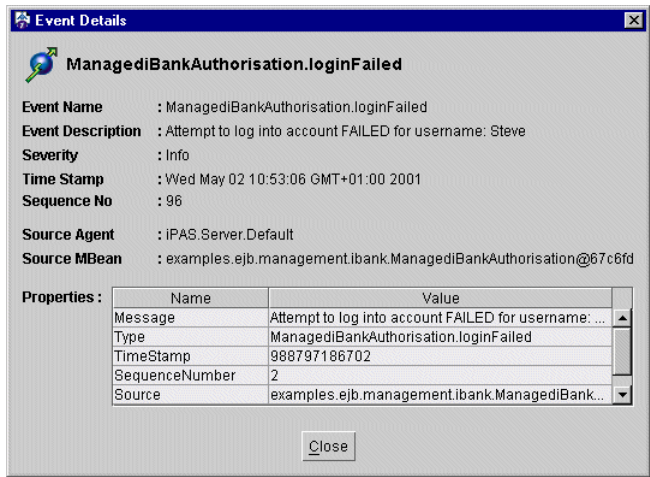 Event Details
ManagediBankAuthorisation.loginFailed
Event Name : ManagediBankAuthorisation.loginFailed
Event Description : Attempt to log into account FAILED for username: Steve
Severity : Info
Time Stamp : Wed May 02 10:53:06 GMT+01:00 2001
Sequence No : 96
Source Agent : iPAS.Server.Default
Source MBean : examples.ejb.management.ibank.ManagediBankAuthorisation@67c6fd
Properties : Name Value
Message Attempt to log into account FAILED for username: ...
Type ManagediBankAuthorisation.loginFailed
TimeStamp 988797186702
SequenceNumber 2
Source examples.ejb.management.ibank.ManagediBank...
Close